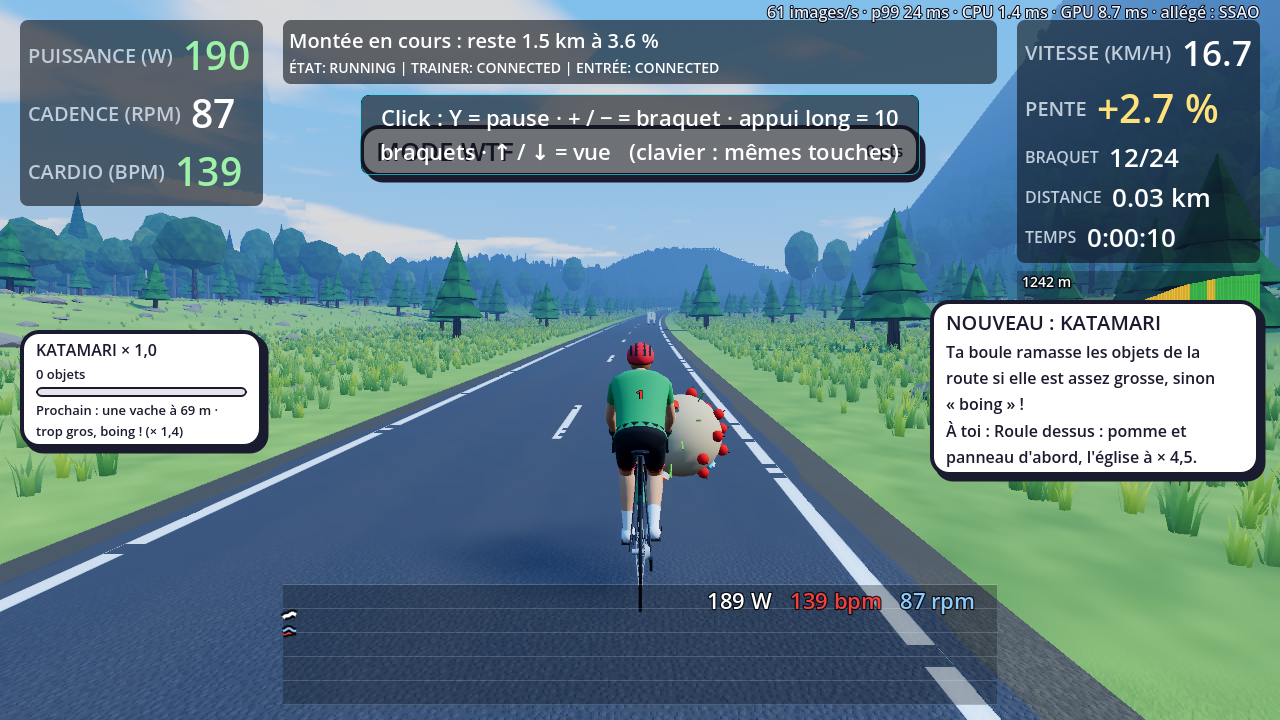 61 images/s · p99 24 ms · CPU 1.4 ms · GPU 8.7 ms · allégé : SSAO
PUISSANCE (W) 190
CADENCE (RPM) 87
CARDIO (BPM) 139
Montée en cours : reste 1.5 km à 3.6 %
ÉTAT: RUNNING | TRAINER: CONNECTED | ENTRÉE: CONNECTED
Click : Y = pause · + / − = braquet · appui long = 10
braquets · ↑ / ↓ = vue (clavier : mêmes touches)
MODE WTF
VITESSE (KM/H) 16.7
PENTE +2.7 %
BRAQUET 12/24
DISTANCE 0.03 km
TEMPS 0:00:10
1242 m
KATAMARI × 1,0
0 objets
Prochain : une vache à 69 m ·
trop gros, boing ! (× 1,4)
NOUVEAU : KATAMARI
Ta boule ramasse les objets de la
route si elle est assez grosse, sinon
« boing » !
À toi : Roule dessus : pomme et
panneau d'abord, l'église à × 4,5.
1
189 W 139 bpm 87 rpm